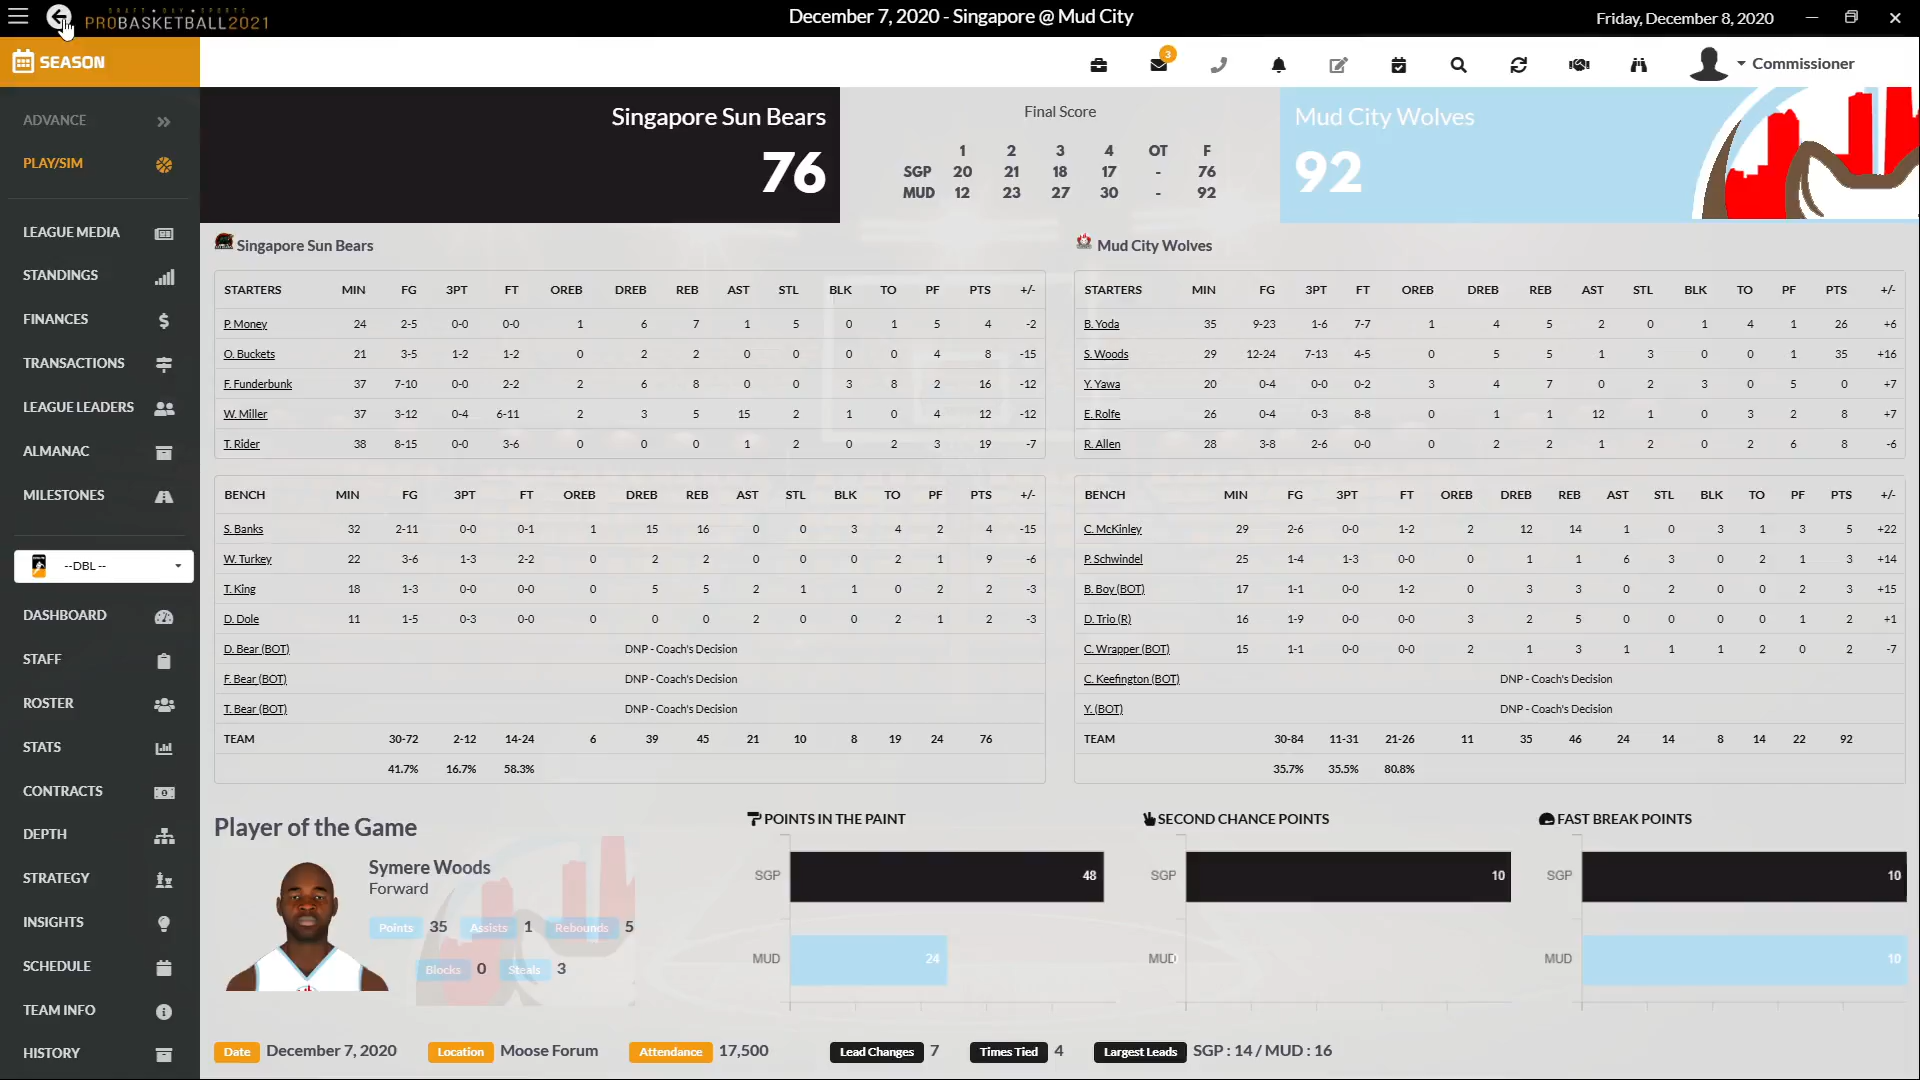 DRAFT • DAY • SPORTS
PROBASKETBALL2021
December 7, 2020 - Singapore @ Mud City
Friday, December 8, 2020
SEASON
3
Commissioner
ADVANCE
PLAY/SIM
LEAGUE MEDIA
STANDINGS
FINANCES
TRANSACTIONS
LEAGUE LEADERS
ALMANAC
MILESTONES
--DBL --
DASHBOARD
STAFF
ROSTER
STATS
CONTRACTS
DEPTH
STRATEGY
INSIGHTS
SCHEDULE
TEAM INFO
HISTORY
Singapore Sun Bears
76
Final Score
1 2 3 4 OT F
SGP 20 21 18 17 - 76
MUD 12 23 27 30 - 92
Mud City Wolves
92
Singapore Sun Bears
STARTERS MIN FG 3PT FT OREB DREB REB AST STL BLK TO PF PTS +/-
P. Money 24 2-5 0-0 0-0 1 6 7 1 5 0 1 5 4 -2
O. Buckets 21 3-5 1-2 1-2 0 2 2 0 0 0 0 4 8 -15
F. Funderbunk 37 7-10 0-0 2-2 2 6 8 0 0 3 8 2 16 -12
W. Miller 37 3-12 0-4 6-11 2 3 5 15 2 1 0 4 12 -12
T. Rider 38 8-15 0-0 3-6 0 0 0 1 2 0 2 3 19 -7
BENCH MIN FG 3PT FT OREB DREB REB AST STL BLK TO PF PTS +/-
S. Banks 32 2-11 0-0 0-1 1 15 16 0 0 3 4 2 4 -15
W. Turkey 22 3-6 1-3 2-2 0 2 2 0 0 0 2 1 9 -6
T. King 18 1-3 0-0 0-0 0 5 5 2 1 1 0 2 2 -3
D. Dole 11 1-5 0-3 0-0 0 0 0 2 0 0 2 1 2 -3
D. Bear (BOT) DNP - Coach's Decision
F. Bear (BOT) DNP - Coach's Decision
T. Bear (BOT) DNP - Coach's Decision
TEAM 30-72 2-12 14-24 6 39 45 21 10 8 19 24 76
41.7% 16.7% 58.3%
Mud City Wolves
STARTERS MIN FG 3PT FT OREB DREB REB AST STL BLK TO PF PTS +/-
B. Yoda 35 9-23 1-6 7-7 1 4 5 2 0 1 4 1 26 +6
S. Woods 29 12-24 7-13 4-5 0 5 5 1 3 0 0 1 35 +16
Y. Yawa 20 0-4 0-0 0-2 3 4 7 0 2 3 0 5 0 +7
E. Rolfe 26 0-4 0-3 8-8 0 1 1 12 1 0 3 2 8 +7
R. Allen 28 3-8 2-6 0-0 0 2 2 1 2 0 2 6 8 -6
BENCH MIN FG 3PT FT OREB DREB REB AST STL BLK TO PF PTS +/-
C. McKinley 29 2-6 0-0 1-2 2 12 14 1 0 3 1 3 5 +22
P. Schwindel 25 1-4 1-3 0-0 0 1 1 6 3 0 2 1 3 +14
B. Boy (BOT) 17 1-1 0-0 1-2 0 3 3 0 2 0 0 2 3 +15
D. Trio (R) 16 1-9 0-0 0-0 3 2 5 0 0 0 0 1 2 +1
C. Wrapper (BOT) 15 1-1 0-0 0-0 2 1 3 1 1 1 2 0 2 -7
C. Keefington (BOT) DNP - Coach's Decision
Y. (BOT) DNP - Coach's Decision
TEAM 30-84 11-31 21-26 11 35 46 24 14 8 14 22 92
35.7% 35.5% 80.8%
Player of the Game
Symere Woods
Forward
Points 35 Assists 1 Rebounds 5
Blocks 0 Steals 3
POINTS IN THE PAINT
SGP 48
MUD 24
SECOND CHANCE POINTS
SGP 10
MUD 0
FAST BREAK POINTS
SGP 10
MUD 10
Date December 7, 2020 Location Moose Forum Attendance 17,500 Lead Changes 7 Times Tied 4 Largest Leads SGP : 14 / MUD : 16